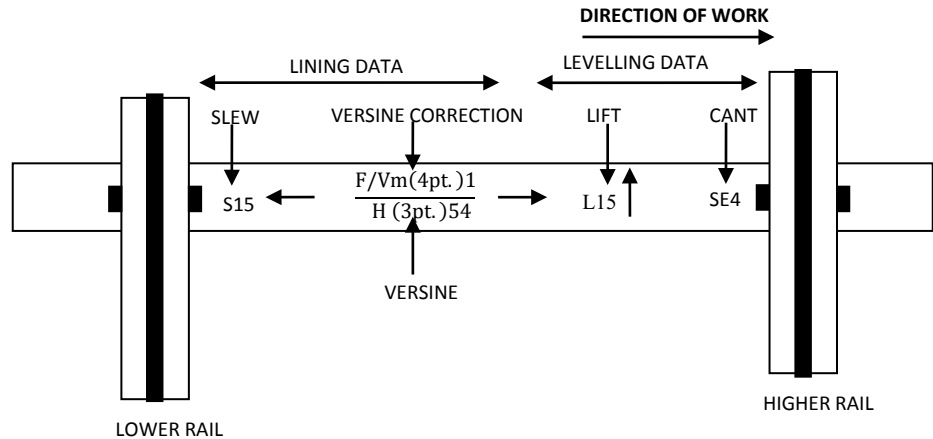 DIRECTION OF WORK
LINING DATA
LEVELLING DATA
SLEW
VERSINE CORRECTION
LIFT
CANT
F/Vm(4pt.)1
S15
H (3pt.)54
L15
SE4
VERSINE
LOWER RAIL
HIGHER RAIL